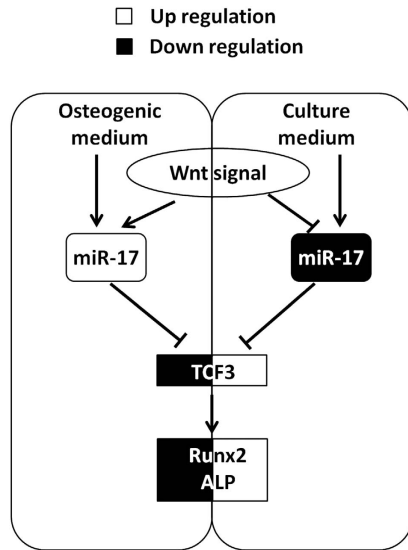 Up regulation
Down regulation
Osteogenic medium
Culture medium
Wnt signal
miR-17
miR-17
TCF3
Runx2
ALP